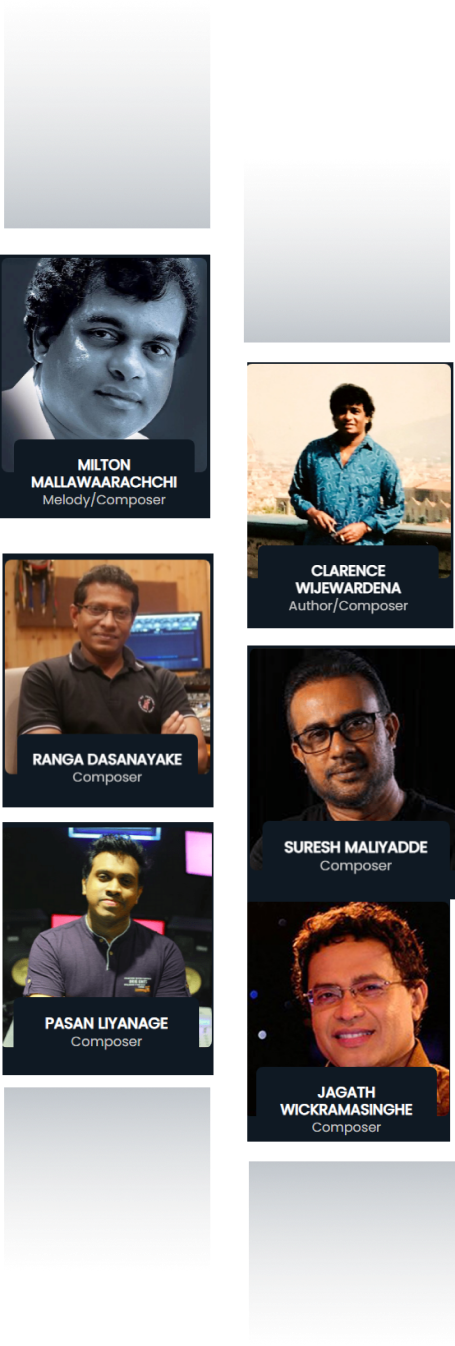 MILTON
MALLAWAARACHCHI
Melody/Composer
CLARENCE
WIJEWARDENA
Author/Composer
RANGA DASANAYAKE
Composer
SURESH MALIYADDE
Composer
PASAN LIYANAGE
Composer
JAGATH
WICKRAMASINGHE
Composer